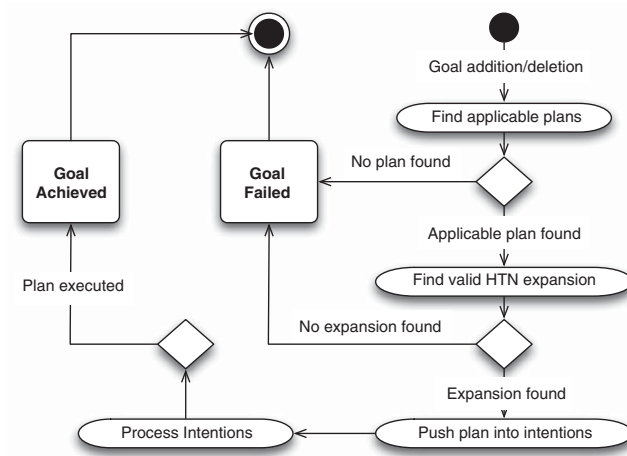 Goal addition/deletion
Find applicable plans
Goal
Achieved
Goal
Failed
No plan found
Applicable plan found
Plan executed
Find valid HTN expansion
No expansion found
Expansion found
Process Intentions
Push plan into intentions